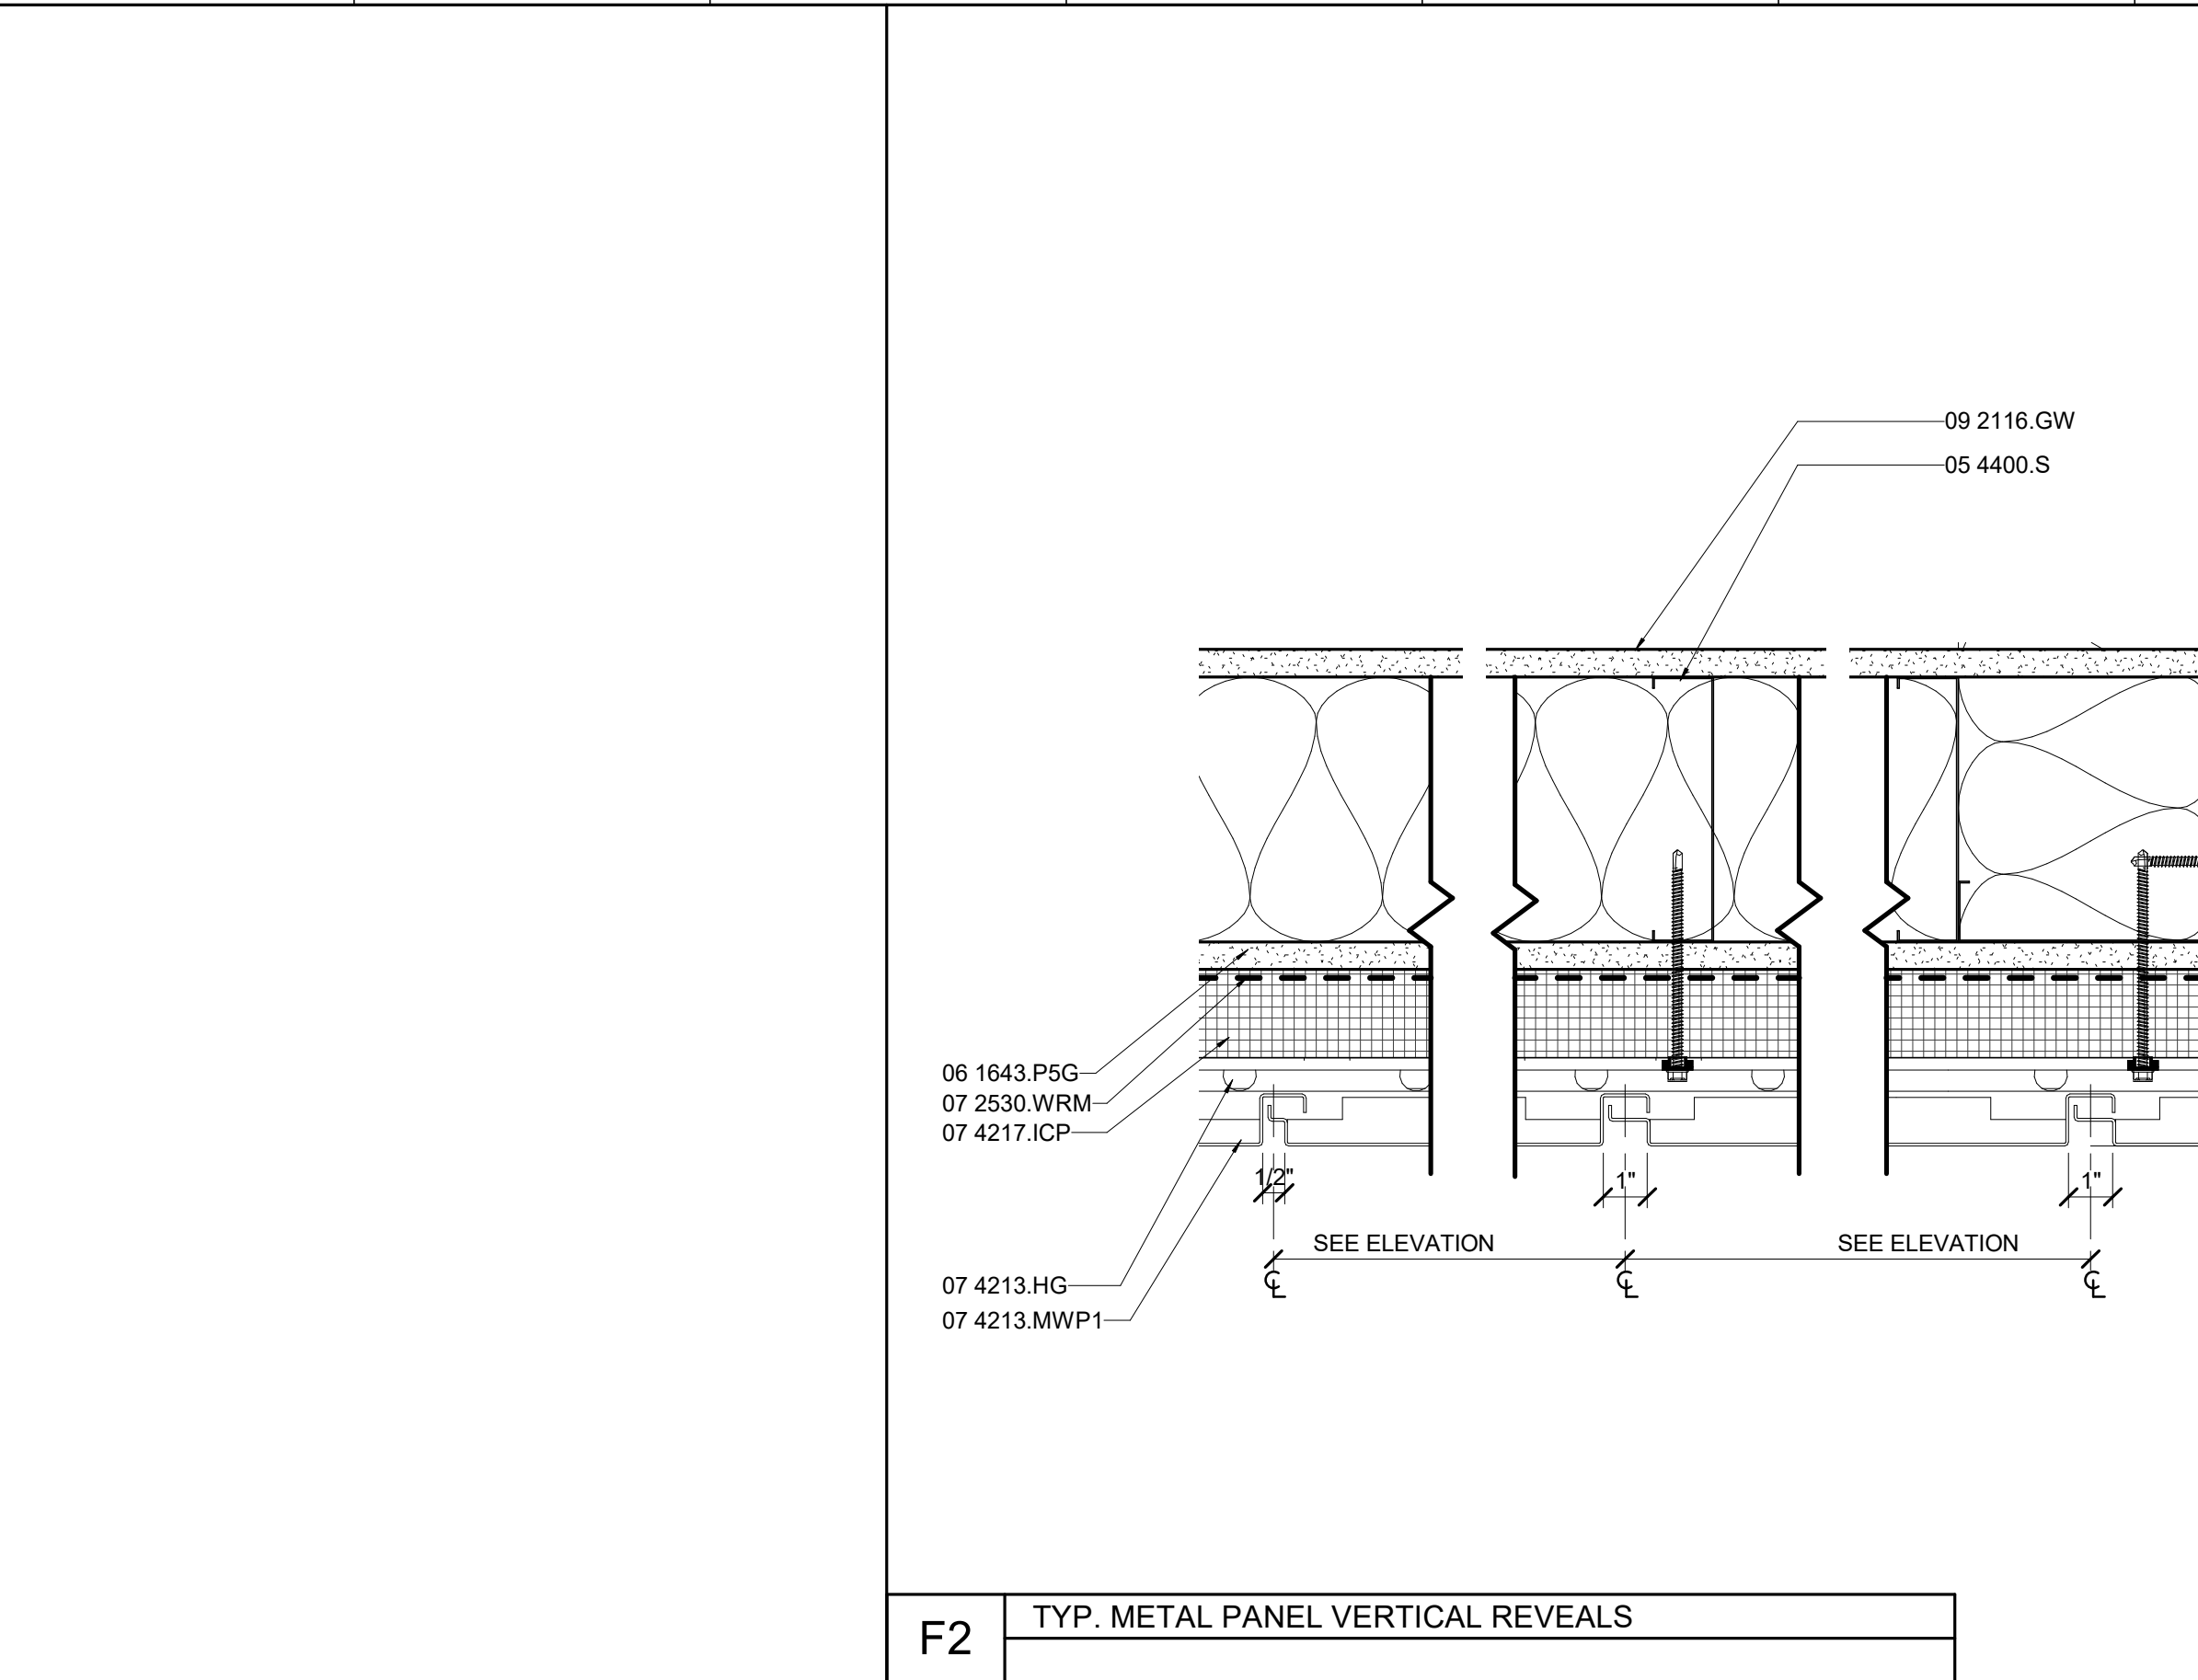 09 2116.GW
05 4400.S
06 1643.P5G
07 2530.WRM
07 4217.ICP
1/2"
1"
1"
SEE ELEVATION
SEE ELEVATION
07 4213.HG
℄
℄
℄
07 4213.MWP1
F2
TYP. METAL PANEL VERTICAL REVEALS